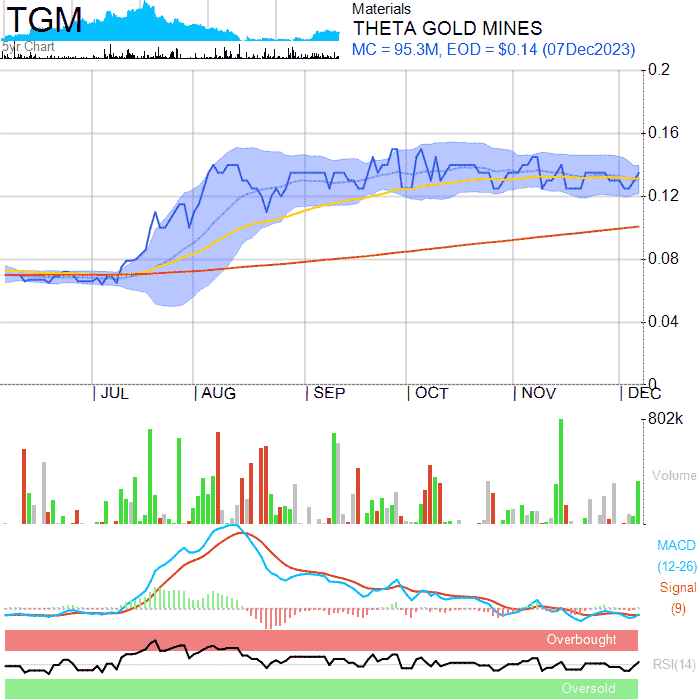 TGM
5yr Chart
Materials
THETA GOLD MINES
MC = 95.3M, EOD = $0.14 (07Dec2023)
0.2
0.16
0.12
0.08
0.04
0
JUL AUG SEP OCT NOV DEC
802k
Volume
MACD
(12-26)
Signal
(9)
Overbought
RSI(14)
Oversold